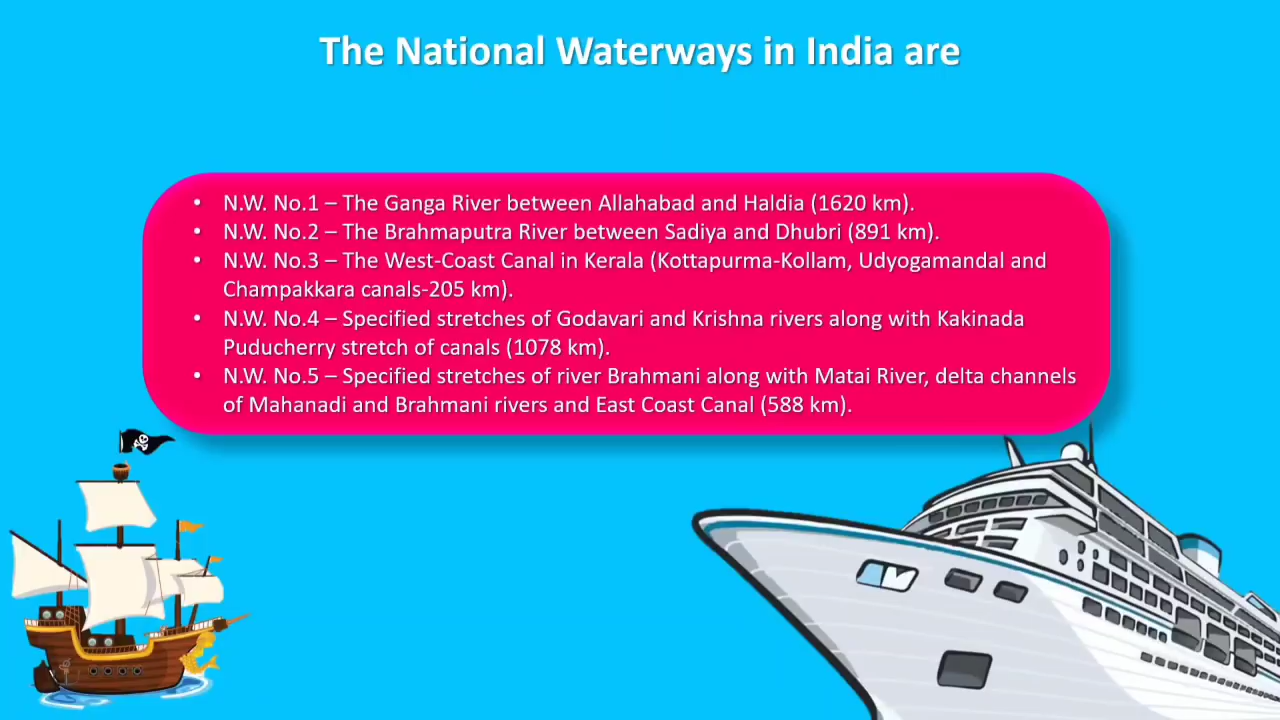 The National Waterways in India are
• N.W. No.1 – The Ganga River between Allahabad and Haldia (1620 km).
• N.W. No.2 – The Brahmaputra River between Sadiya and Dhubri (891 km).
• N.W. No.3 – The West-Coast Canal in Kerala (Kottapurma-Kollam, Udyogamandal and
Champakkara canals-205 km).
• N.W. No.4 – Specified stretches of Godavari and Krishna rivers along with Kakinada
Puducherry stretch of canals (1078 km).
• N.W. No.5 – Specified stretches of river Brahmani along with Matai River, delta channels
of Mahanadi and Brahmani rivers and East Coast Canal (588 km).